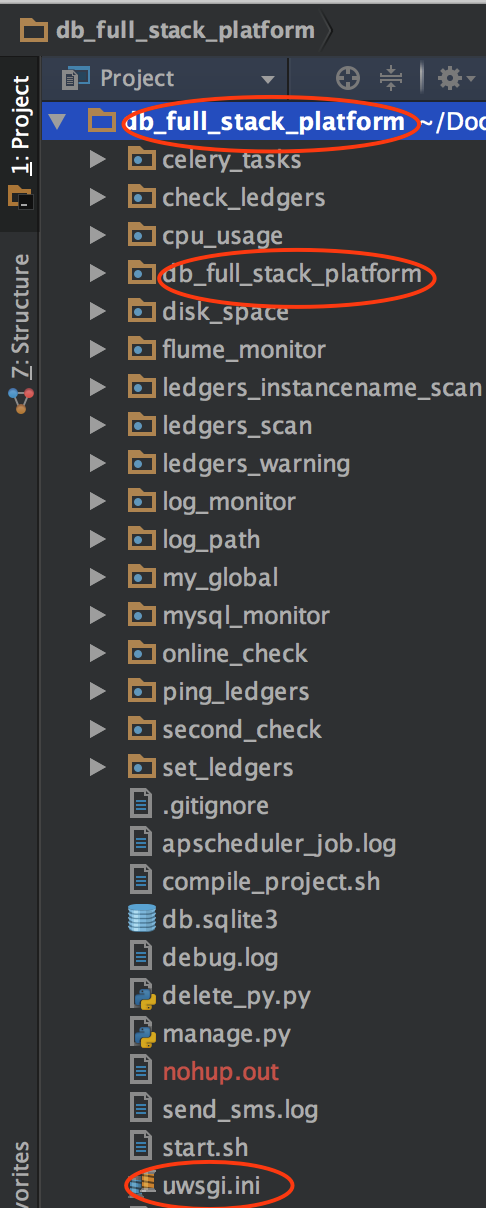 db_full_stack_platform
1: Project
Project
db_full_stack_platform ~/Doc
celery_tasks
check_ledgers
cpu_usage
db_full_stack_platform
disk_space
flume_monitor
7: Structure
ledgers_instancename_scan
ledgers_scan
ledgers_warning
log_monitor
log_path
my_global
mysql_monitor
online_check
ping_ledgers
second_check
set_ledgers
.gitignore
apscheduler_job.log
compile_project.sh
db.sqlite3
debug.log
delete_py.py
manage.py
nohup.out
send_sms.log
start.sh
vorites
uwsgi.ini